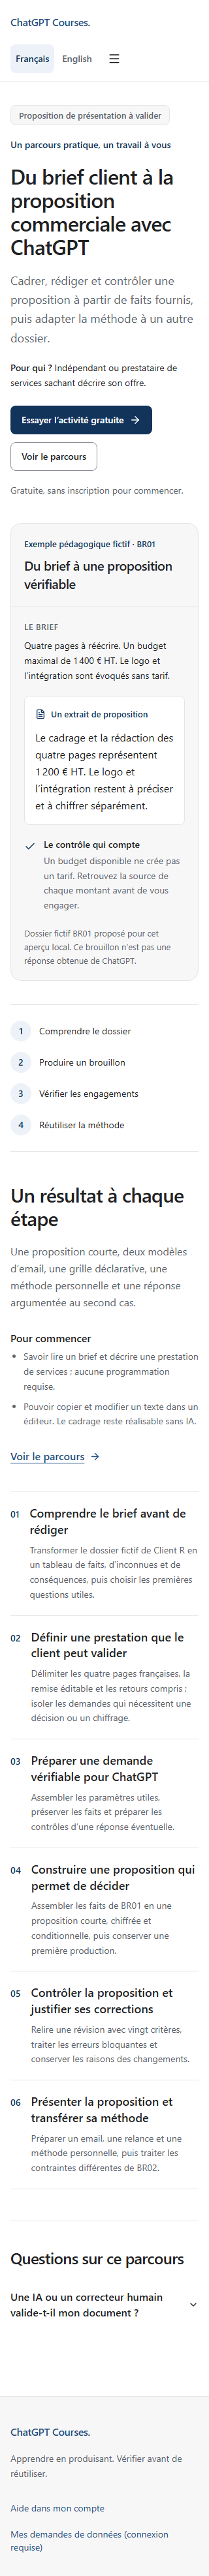 ChatGPT Courses.
Français English
Proposition de présentation à valider
Un parcours pratique, un travail à vous
Du brief client à la
proposition
commerciale avec
ChatGPT
Cadrer, rédiger et contrôler une
proposition à partir de faits fournis,
puis adapter la méthode à un autre
dossier.
Pour qui ? Indépendant ou prestataire de
services sachant décrire son offre.
Essayer l'activité gratuite
Voir le parcours
Gratuite, sans inscription pour commencer.
Exemple pédagogique fictif · BR01
Du brief à une proposition
vérifiable
LE BRIEF
Quatre pages à réécrire. Un budget
maximal de 1 400 € HT. Le logo et
l'intégration sont évoqués sans tarif.
Un extrait de proposition
Le cadrage et la rédaction des
quatre pages représentent
1 200 € HT. Le logo et
l'intégration restent à préciser
et à chiffrer séparément.
Le contrôle qui compte
Un budget disponible ne crée pas
un tarif. Retrouvez la source de
chaque montant avant de vous
engager.
Dossier fictif BR01 proposé pour cet
aperçu local. Ce brouillon n'est pas une
réponse obtenue de ChatGPT.
1 Comprendre le dossier
2 Produire un brouillon
3 Vérifier les engagements
4 Réutiliser la méthode
Un résultat à chaque
étape
Une proposition courte, deux modèles
d'email, une grille déclarative, une
méthode personnelle et une réponse
argumentée au second cas.
Pour commencer
• Savoir lire un brief et décrire une prestation
de services ; aucune programmation
requise.
• Pouvoir copier et modifier un texte dans un
éditeur. Le cadrage reste réalisable sans IA.
Voir le parcours
01 Comprendre le brief avant de
rédiger
Transformer le dossier fictif de Client R en
un tableau de faits, d'inconnues et de
conséquences, puis choisir les premières
questions utiles.
02 Définir une prestation que le
client peut valider
Délimiter les quatre pages françaises, la
remise éditable et les retours compris ;
isoler les demandes qui nécessitent une
décision ou un chiffrage.
03 Préparer une demande
vérifiable pour ChatGPT
Assembler les paramètres utiles,
préserver les faits et préparer les
contrôles d'une réponse éventuelle.
04 Construire une proposition qui
permet de décider
Assembler les faits de BR01 en une
proposition courte, chiffrée et
conditionnelle, puis conserver une
première production.
05 Contrôler la proposition et
justifier ses corrections
Relire une révision avec vingt critères,
traiter les erreurs bloquantes et
conserver les raisons des changements.
06 Présenter la proposition et
transférer sa méthode
Préparer un email, une relance et une
méthode personnelle, puis traiter les
contraintes différentes de BR02.
Questions sur ce parcours
Une IA ou un correcteur humain
valide-t-il mon document ?
ChatGPT Courses.
Apprendre en produisant. Vérifier avant de
réutiliser.
Aide dans mon compte
Mes demandes de données (connexion
requise)